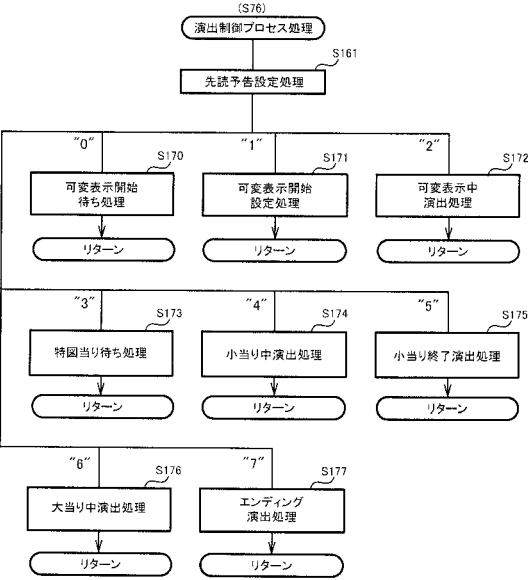 (S76)
演出制御プロセス処理
S161
先読予告設定処理
"0"
"1"
"2"
S170
可変表示開始
待ち処理
リターン
S171
可変表示開始
設定処理
リターン
S172
可変表示中
演出処理
リターン
"3"
"4"
"5"
S173
特図当り待ち処理
リターン
S174
小当り中演出処理
リターン
S175
小当り終了演出処理
リターン
"6"
"7"
S176
大当り中演出処理
リターン
S177
エンディング
演出処理
リターン